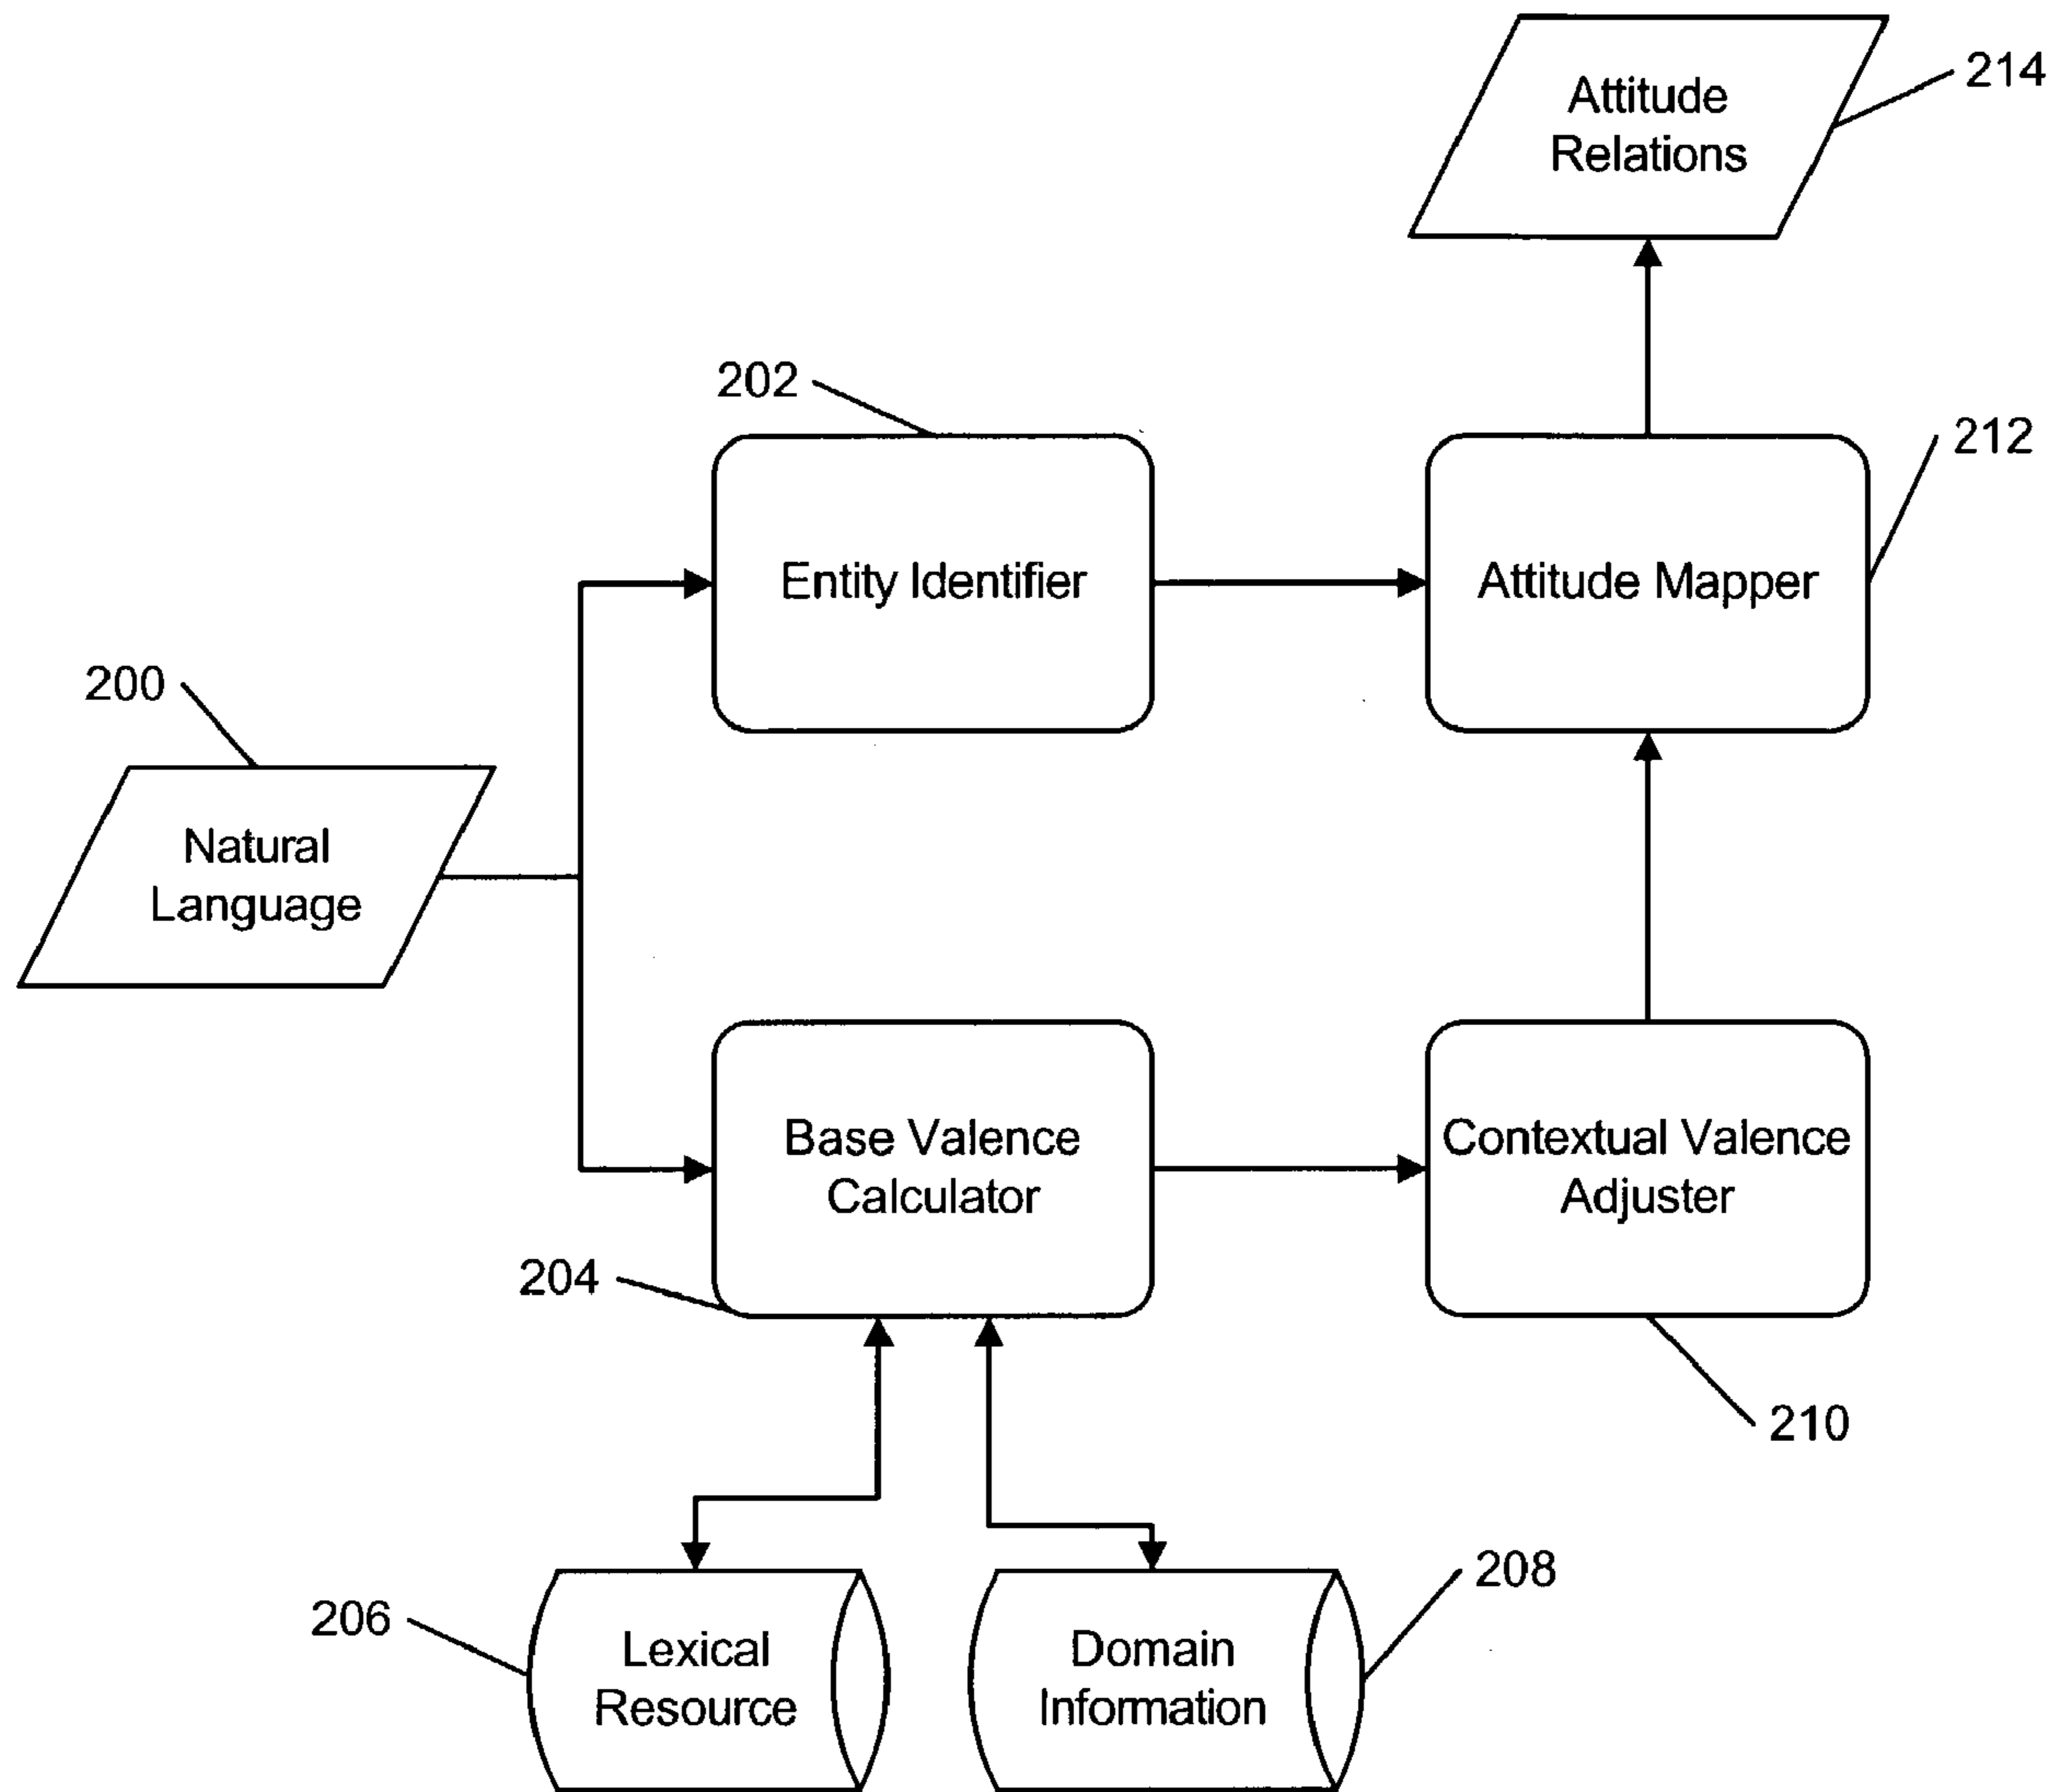 Attitude
Relations
214
202
212
Entity Identifier
Attitude Mapper
200
Natural
Language
Base Valence
Calculator
Contextual Valence
Adjuster
204
210
206
Lexical
Resource
Domain
Information
208